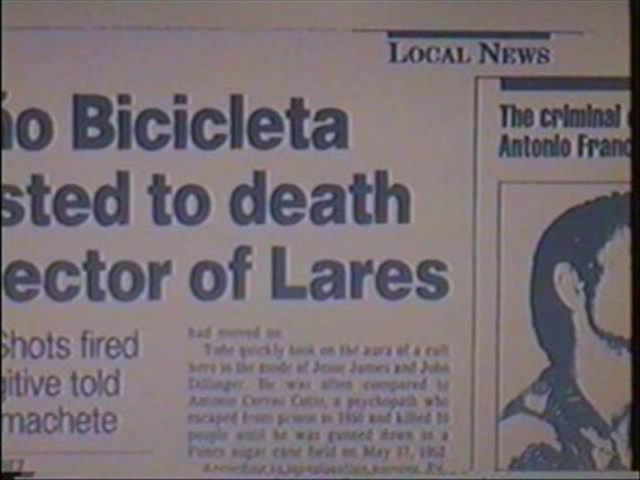 LOCAL NEWS
ño Bicicleta
sted to death
ector of Lares
Shots fired
gitive told
machete
had moved on.
Toño quickly took on the aura of a cult
hero in the mode of Jesse James and John
Dillinger. He was often compared to
Antonio Correa Cotto, a psychopath who
escaped from prison in 1950 and killed 10
people until he was gunned down in a
Ponce sugar cane field on May 17, 1952.
The criminal
Antonio Franc